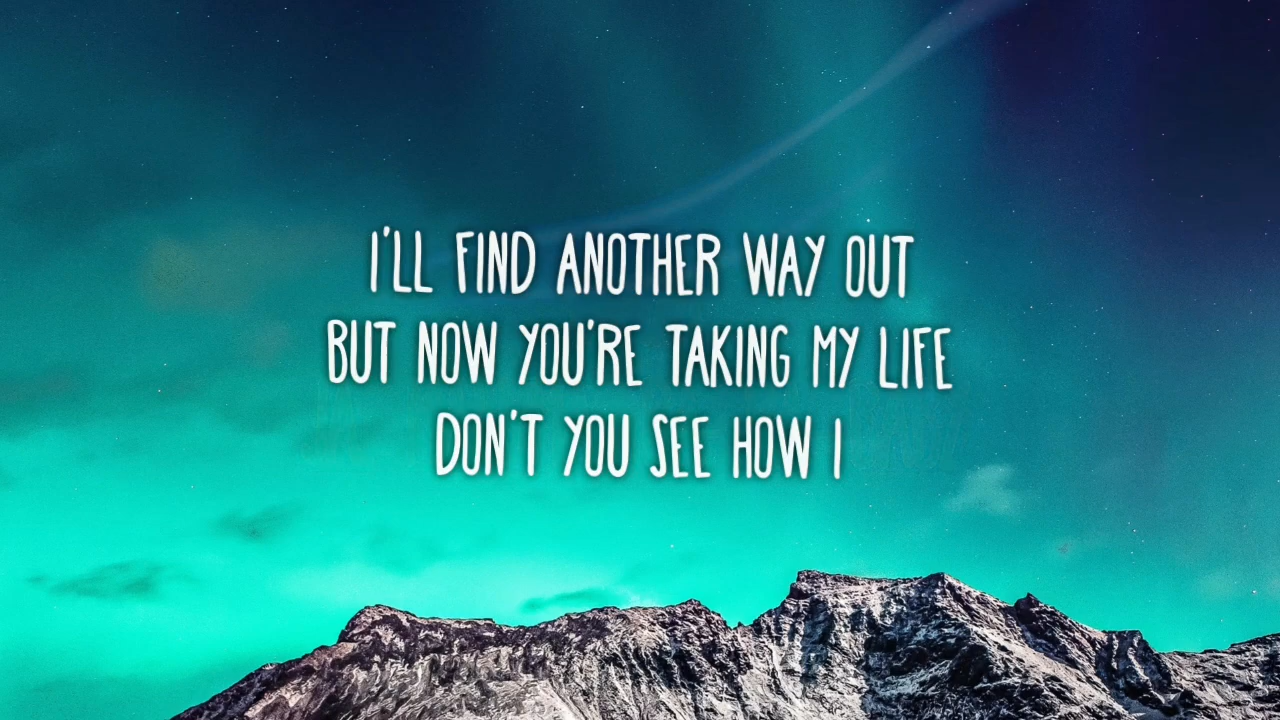 I'LL FIND ANOTHER WAY OUT
BUT NOW YOU'RE TAKING MY LIFE
DON'T YOU SEE HOW I